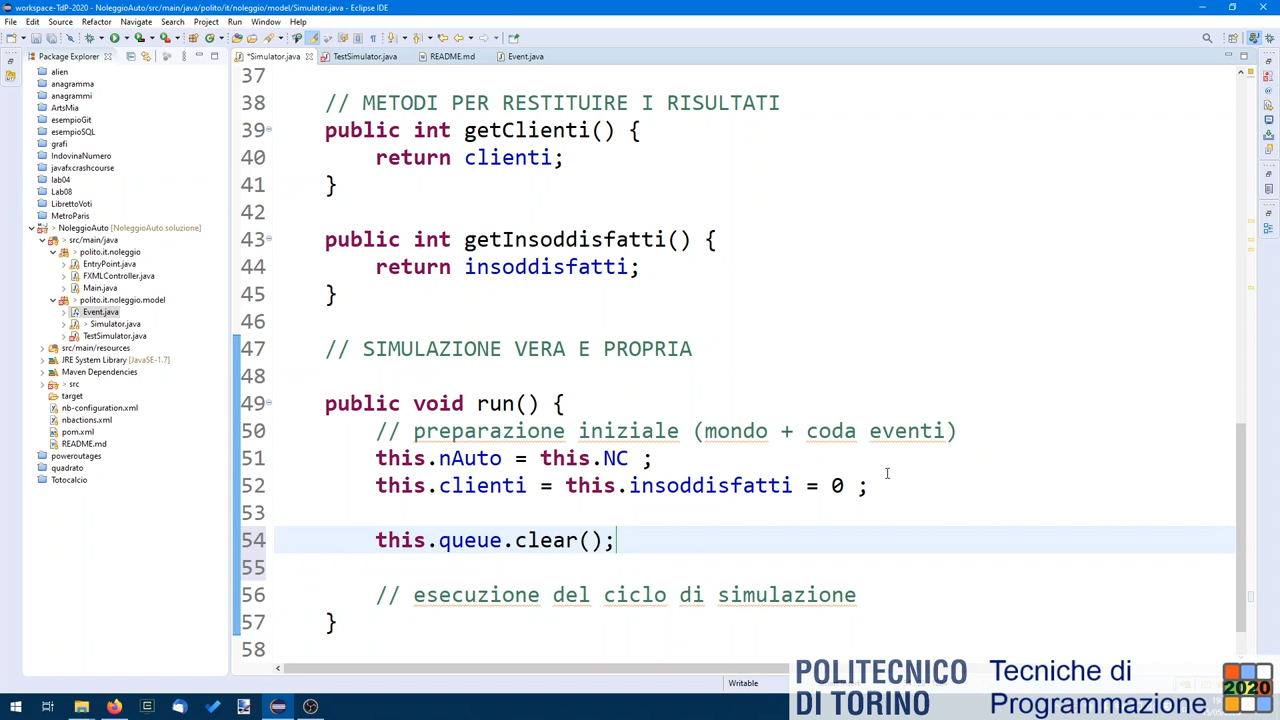 workspace-TdP-2020 - NoleggioAuto/src/main/java/polito/it/noleggio/model/Simulator.java - Eclipse IDE
File Edit Source Refactor Navigate Search Project Run Window Help
Package Explorer
*Simulator.java TestSimulator.java README.md Event.java
alien
anagramma
anagrammi
ArtsMia
esempioGit
esempioSQL
grafi
IndovinaNumero
javafxcrashcourse
lab04
Lab08
LibrettoVoti
MetroParis
NoleggioAuto [NoleggioAuto soluzione]
src/main/java
polito.it.noleggio
EntryPoint.java
FXMLController.java
Main.java
polito.it.noleggio.model
Event.java
> Simulator.java
TestSimulator.java
src/main/resources
JRE System Library [JavaSE-1.7]
Maven Dependencies
> src
target
nb-configuration.xml
nbactions.xml
pom.xml
README.md
poweroutages
quadrato
Totocalcio
37
38 // METODI PER RESTITUIRE I RISULTATI
39 public int getClienti() {
40 return clienti;
41 }
42
43 public int getInsoddisfatti() {
44 return insoddisfatti;
45 }
46
47 // SIMULAZIONE VERA E PROPRIA
48
49 public void run() {
50 // preparazione iniziale (mondo + coda eventi)
51 this.nAuto = this.NC ;
52 this.clienti = this.insoddisfatti = 0 ;
53
54 this.queue.clear();
55
56 // esecuzione del ciclo di simulazione
57 }
58
Writable
POLITECNICO
DI TORINO
Tecniche di
Programmazione
2020